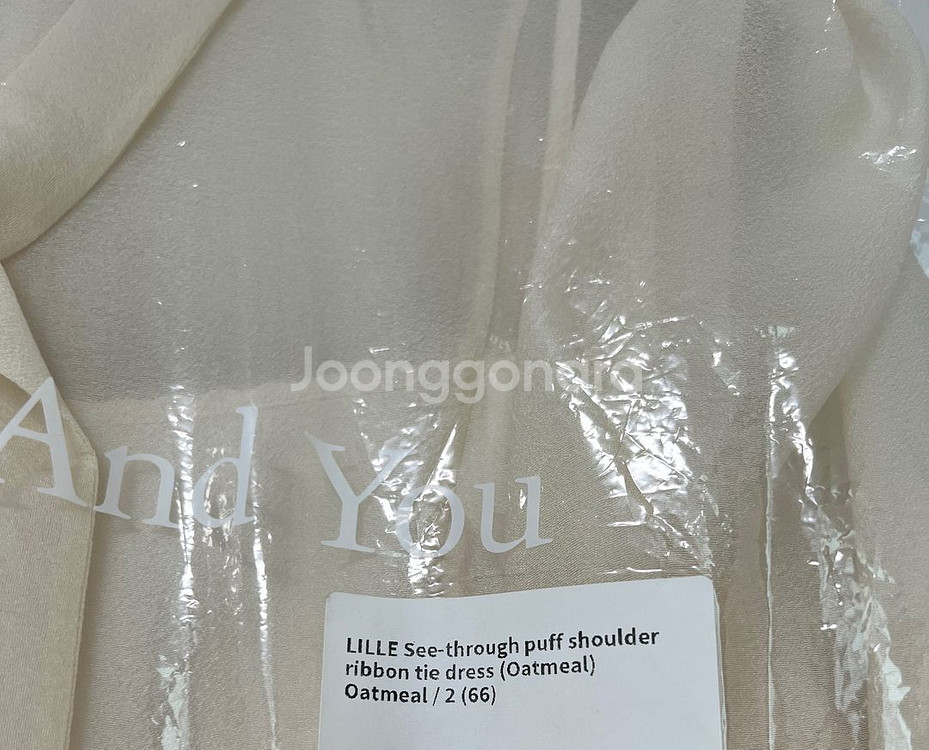 Joonggonara
And You
LILLE See-through puff shoulder
ribbon tie dress (Oatmeal)
Oatmeal / 2 (66)